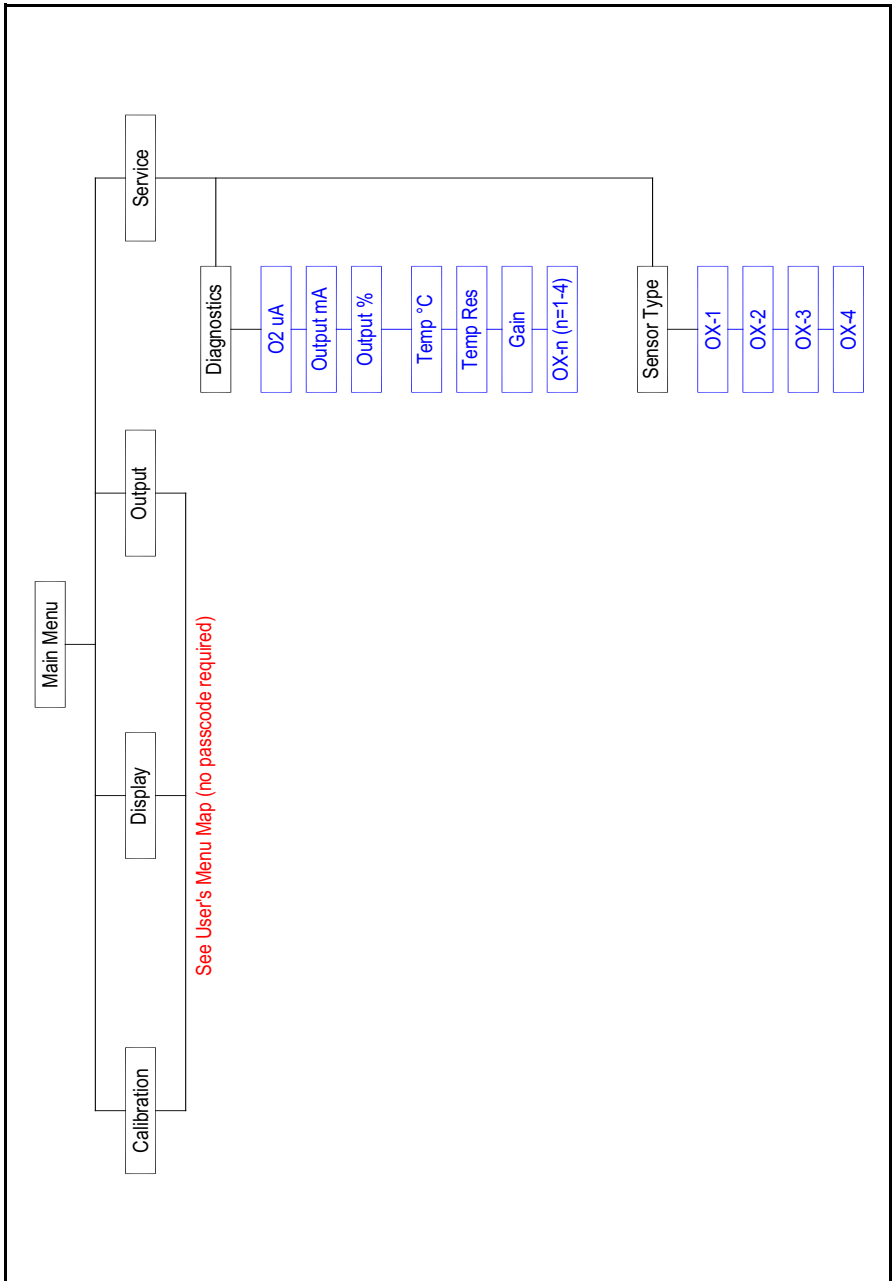 Main Menu
Calibration
Display
Output
Service
See User's Menu Map (no passcode required)
Diagnostics
O2 uA
Output mA
Output %
Temp °C
Temp Res
Gain
OX-n (n=1-4)
Sensor Type
OX-1
OX-2
OX-3
OX-4